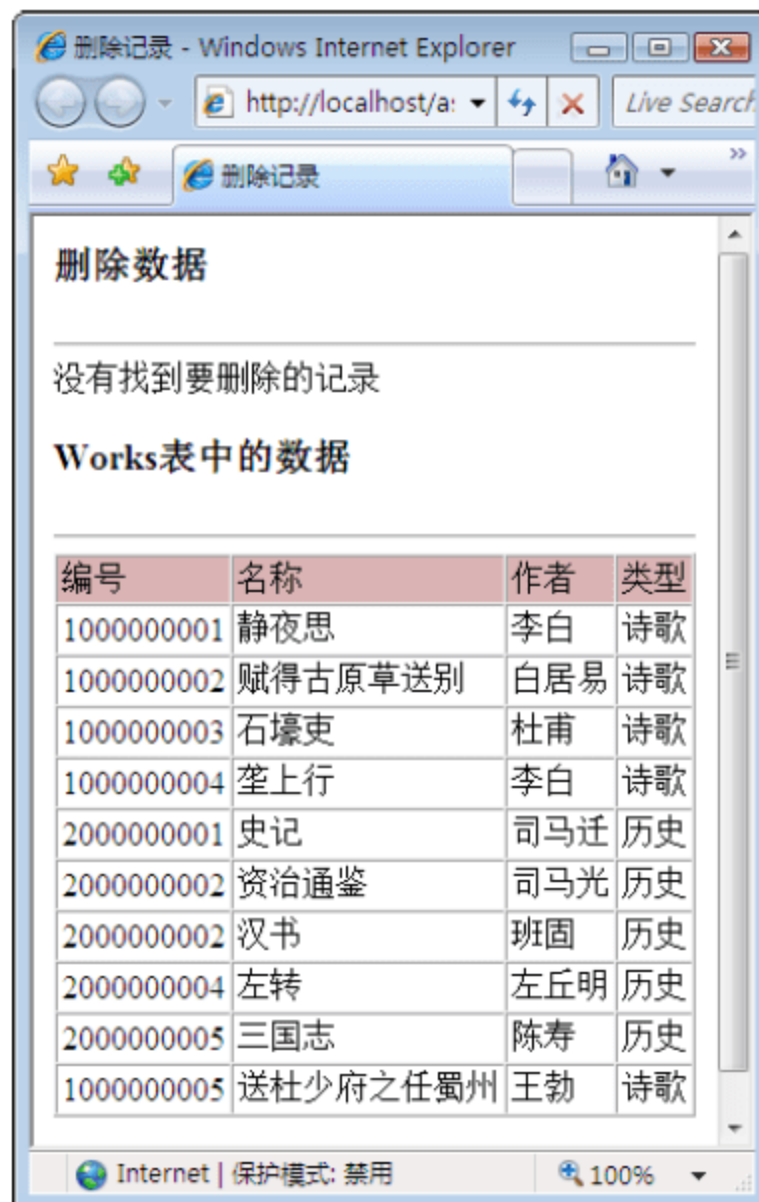 删除记录 - Windows Internet Explorer
http://localhost/a: Live Search
删除记录
删除数据
没有找到要删除的记录
Works表中的数据
编号 名称 作者 类型
1000000001 静夜思 李白 诗歌
1000000002 赋得古原草送别 白居易 诗歌
1000000003 石壕吏 杜甫 诗歌
1000000004 垄上行 李白 诗歌
2000000001 史记 司马迁 历史
2000000002 资治通鉴 司马光 历史
2000000002 汉书 班固 历史
2000000004 左转 左丘明 历史
2000000005 三国志 陈寿 历史
1000000005 送杜少府之任蜀州 王勃 诗歌
Internet | 保护模式: 禁用 100%